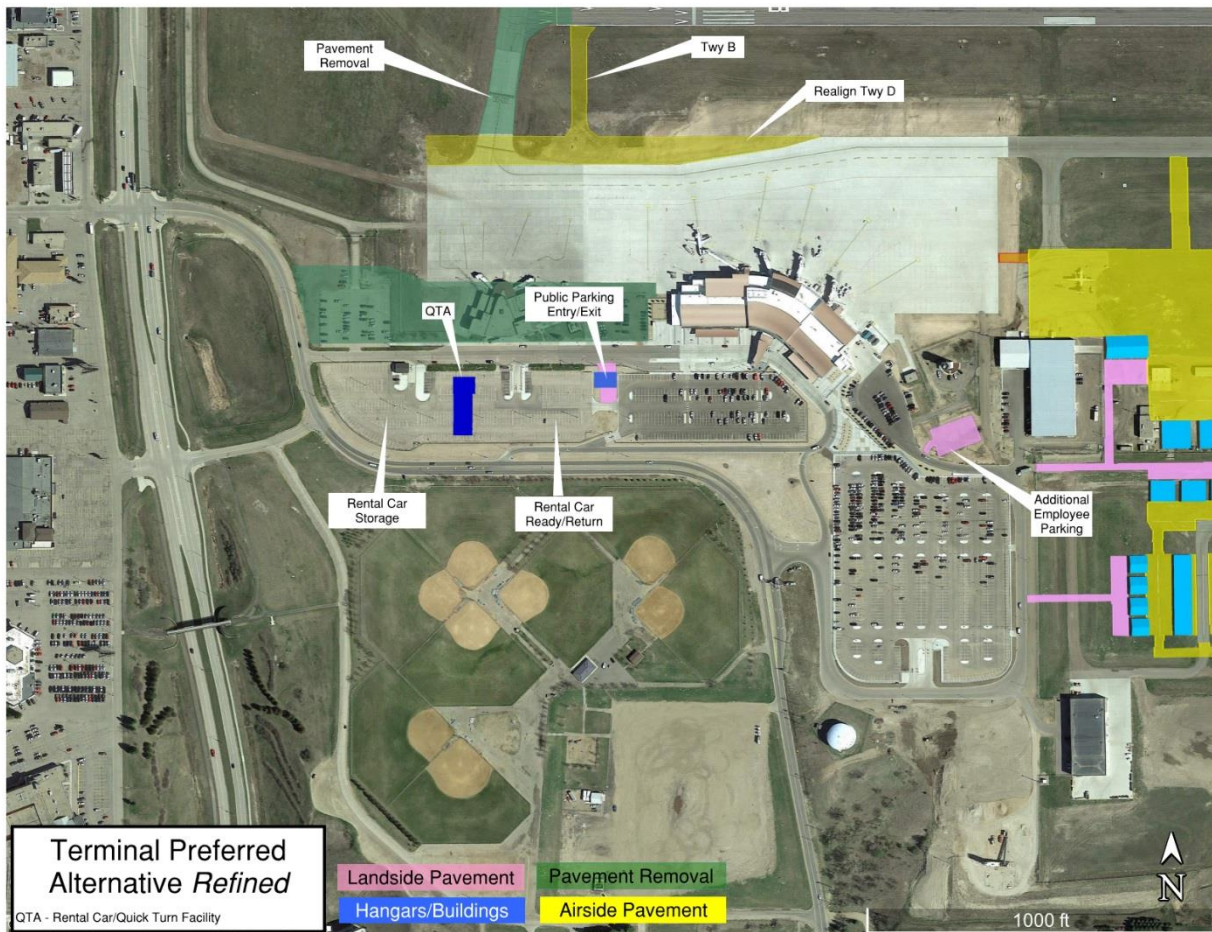 Pavement
Removal
Twy B
Realign Twy D
QTA
Public Parking
Entry/Exit
Rental Car
Storage
Rental Car
Ready/Return
Additional
Employee
Parking
Terminal Preferred
Alternative Refined
QTA - Rental Car/Quick Turn Facility
Landside Pavement
Pavement Removal
Hangars/Buildings
Airside Pavement
N
1000 ft